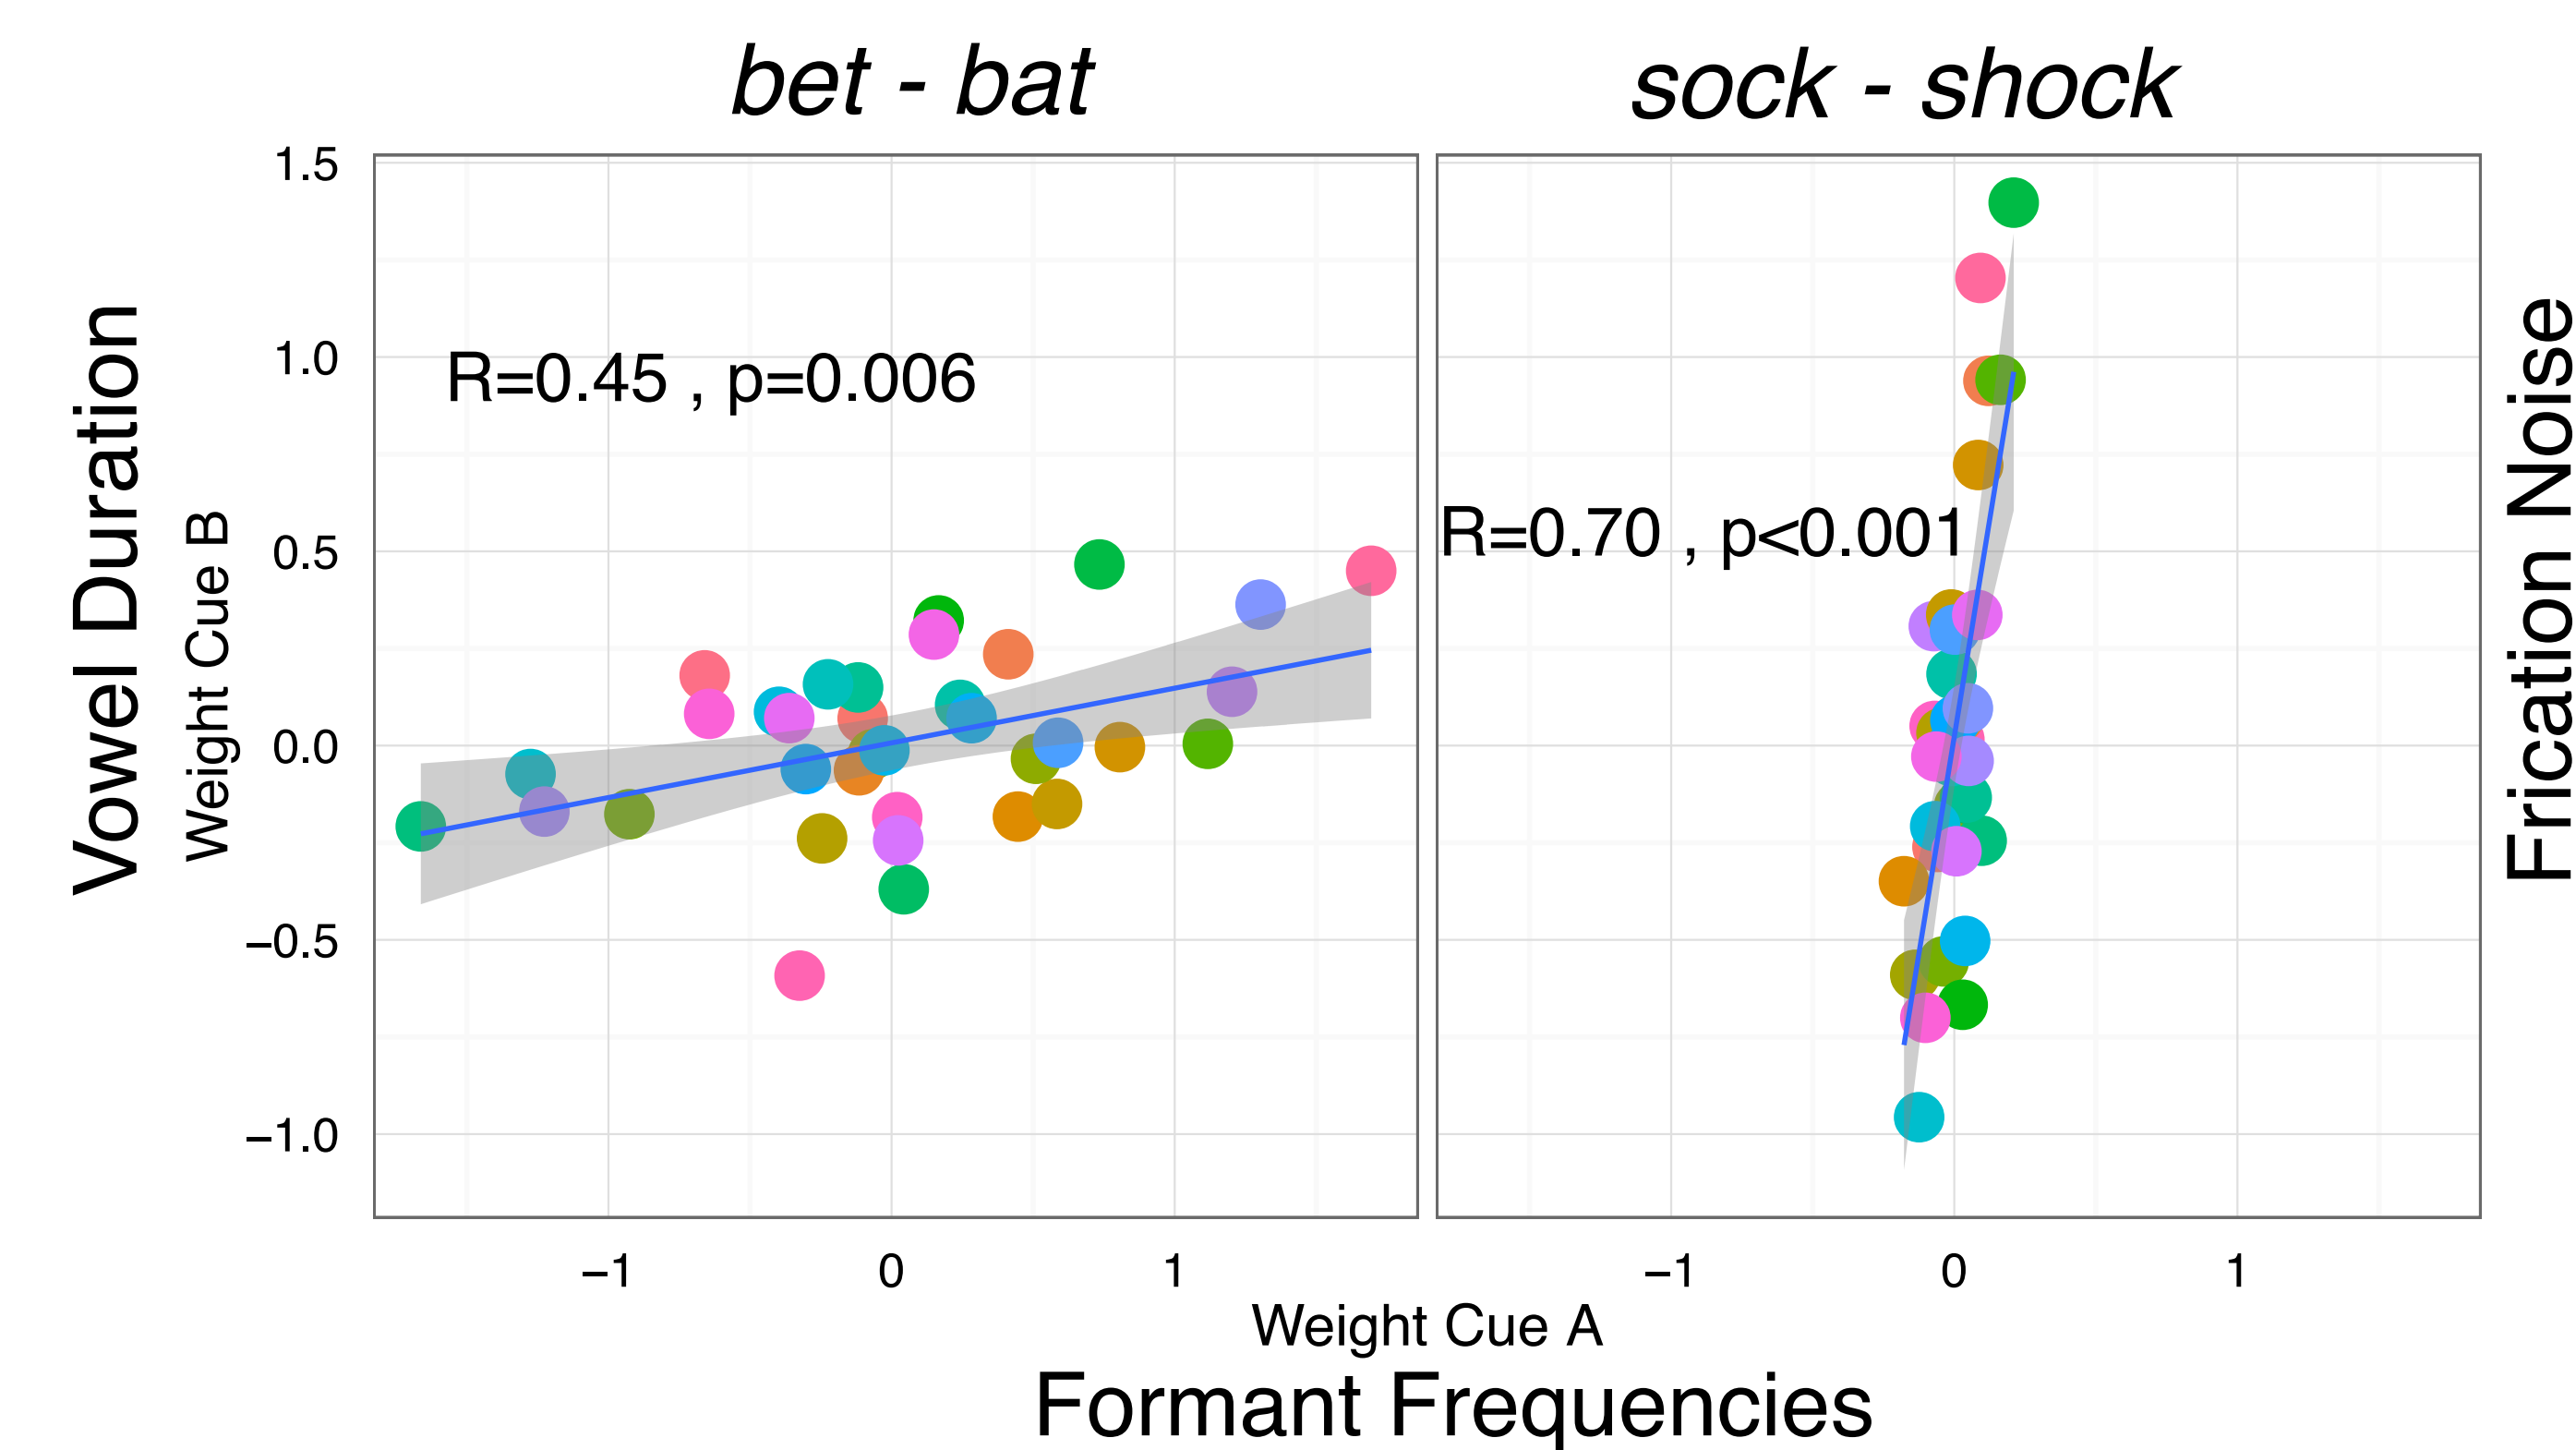 bet - bat
sock - shock
Vowel Duration
Weight Cue B
1.5
1.0
0.5
0.0
−0.5
−1.0
R=0.45 , p=0.006
R=0.70 , p<0.001
Frication Noise
−1 0 1
−1 0 1
Weight Cue A
Formant Frequencies